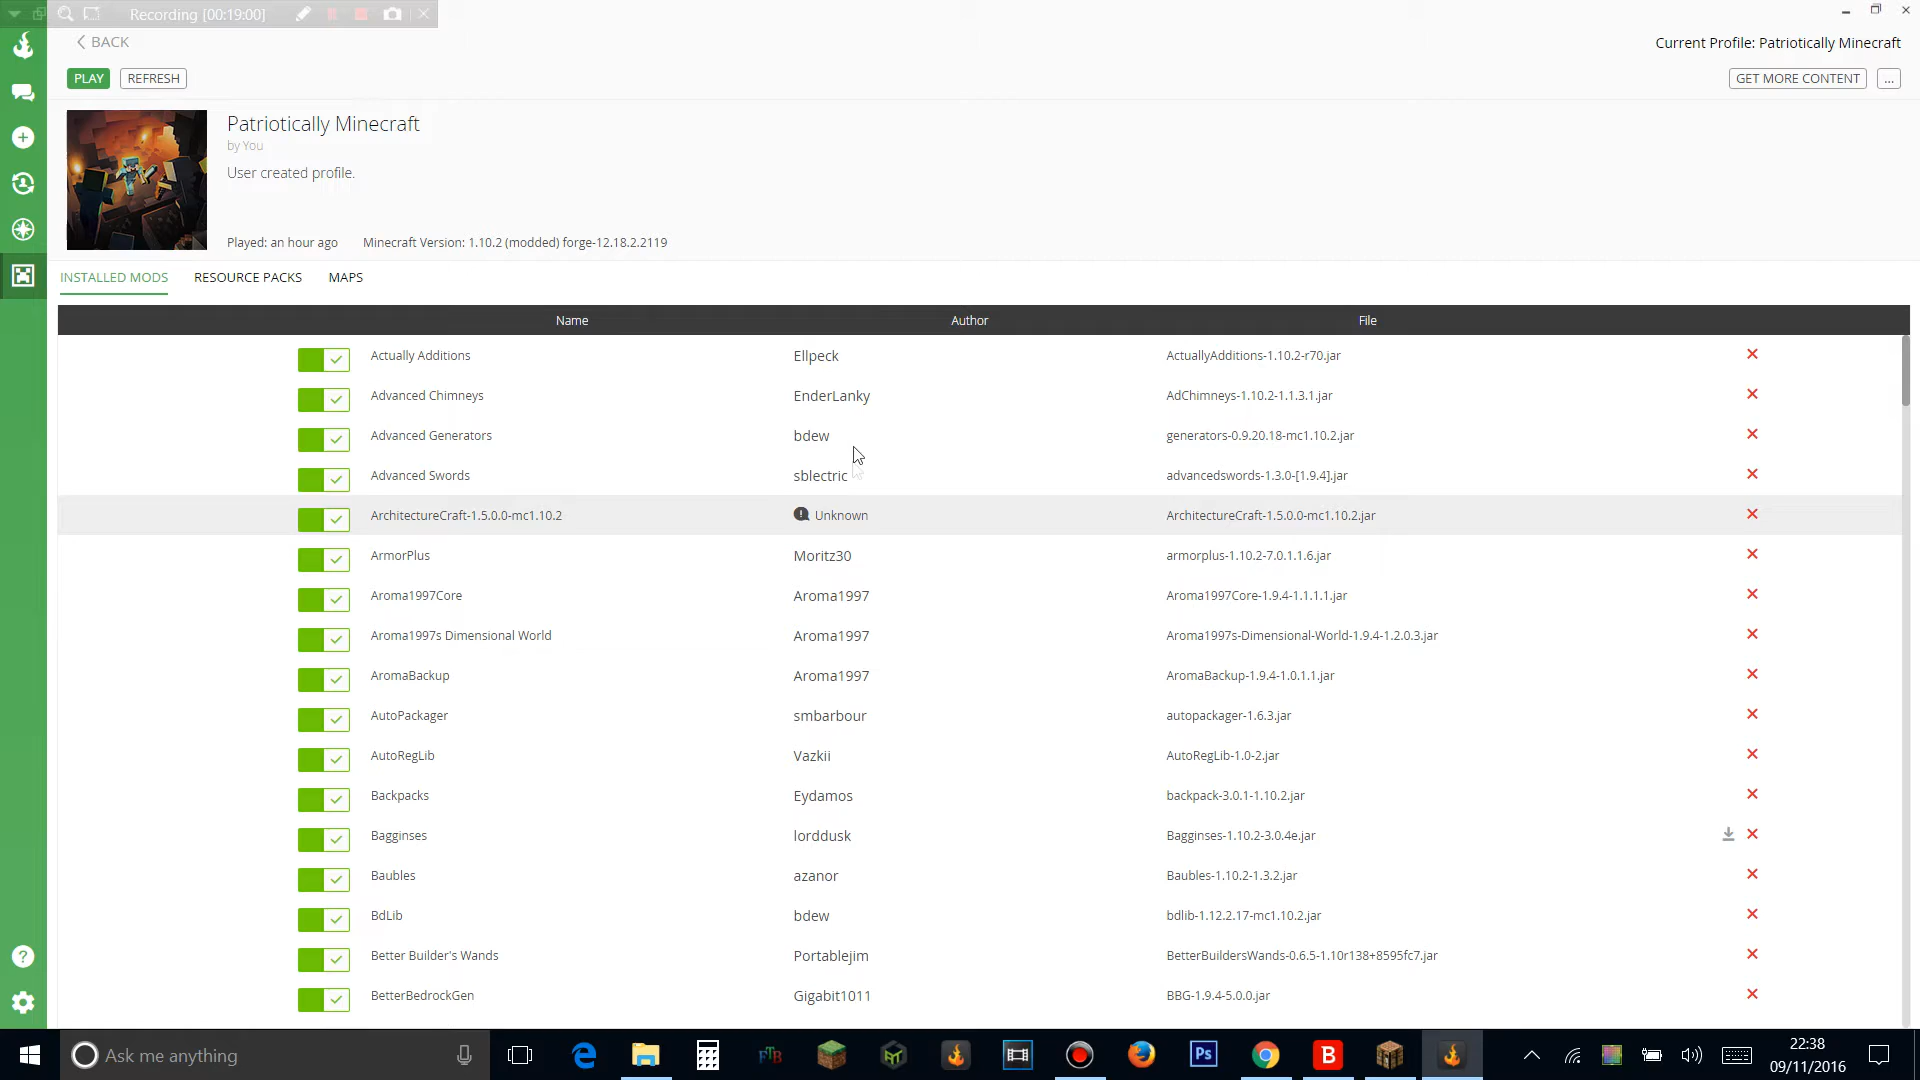 Recording [00:19:00]
BACK
Current Profile: Patriotically Minecraft
PLAY REFRESH
GET MORE CONTENT ...
Patriotically Minecraft
by You
User created profile.
Played: an hour ago Minecraft Version: 1.10.2 (modded) forge-12.18.2.2119
INSTALLED MODS RESOURCE PACKS MAPS
Name Author File
Actually Additions Ellpeck ActuallyAdditions-1.10.2-r70.jar
Advanced Chimneys EnderLanky AdChimneys-1.10.2-1.1.3.1.jar
Advanced Generators bdew generators-0.9.20.18-mc1.10.2.jar
Advanced Swords sblectric advancedswords-1.3.0-[1.9.4].jar
ArchitectureCraft-1.5.0.0-mc1.10.2 Unknown ArchitectureCraft-1.5.0.0-mc1.10.2.jar
ArmorPlus Moritz30 armorplus-1.10.2-7.0.1.1.6.jar
Aroma1997Core Aroma1997 Aroma1997Core-1.9.4-1.1.1.1.jar
Aroma1997s Dimensional World Aroma1997 Aroma1997s-Dimensional-World-1.9.4-1.2.0.3.jar
AromaBackup Aroma1997 AromaBackup-1.9.4-1.0.1.1.jar
AutoPackager smbarbour autopackager-1.6.3.jar
AutoRegLib Vazkii AutoRegLib-1.0-2.jar
Backpacks Eydamos backpack-3.0.1-1.10.2.jar
Bagginses lorddusk Bagginses-1.10.2-3.0.4e.jar
Baubles azanor Baubles-1.10.2-1.3.2.jar
BdLib bdew bdlib-1.12.2.17-mc1.10.2.jar
Better Builder's Wands Portablejim BetterBuildersWands-0.6.5-1.10r138+8595fc7.jar
BetterBedrockGen Gigabit1011 BBG-1.9.4-5.0.0.jar
?
Ask me anything
FTB
Ps
B
22:38
09/11/2016